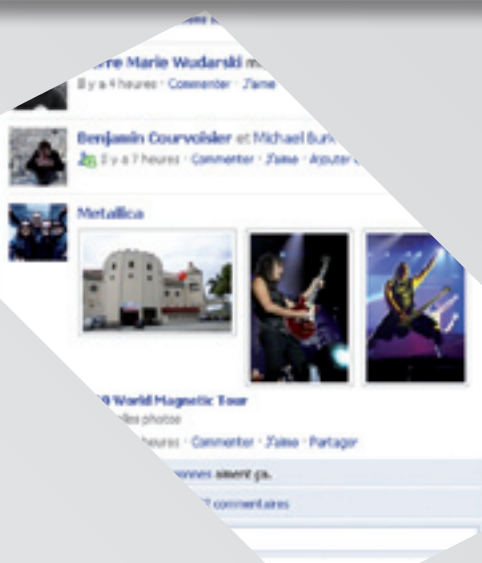 Marie Wudarski
Il y a 4 heures · Commenter · J'aime
Benjamin Courvoisier et Michael
Il y a 7 heures · Commenter · J'aime · Ajouter
Metallica
World Magnetic Tour
photos
heures · Commenter · J'aime · Partager
aiment ça.
commentaires